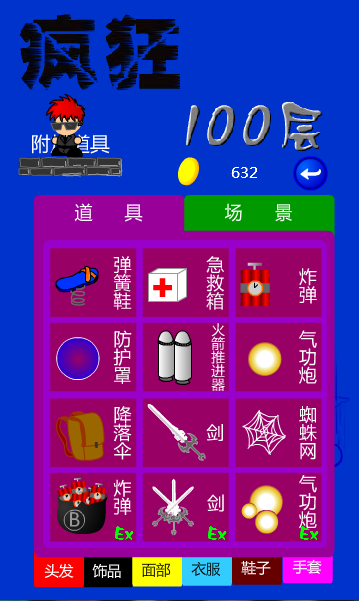 疯狂
100层
附加道具
632
道 具
场 景
弹簧鞋
急救箱
炸弹
防护罩
火箭推进器
气功炮
降落伞
剑
蜘蛛网
炸弹
B
Ex
剑
Ex
气功炮
Ex
头发
饰品
面部
衣服
鞋子
手套